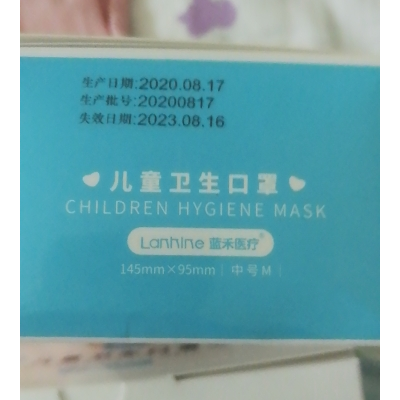 生产日期:2020.08.17
生产批号:20200817
失效日期:2023.08.16
儿童卫生口罩
CHILDREN HYGIENE MASK
Lanhine 蓝禾医疗®
145mm×95mm | 中号M |